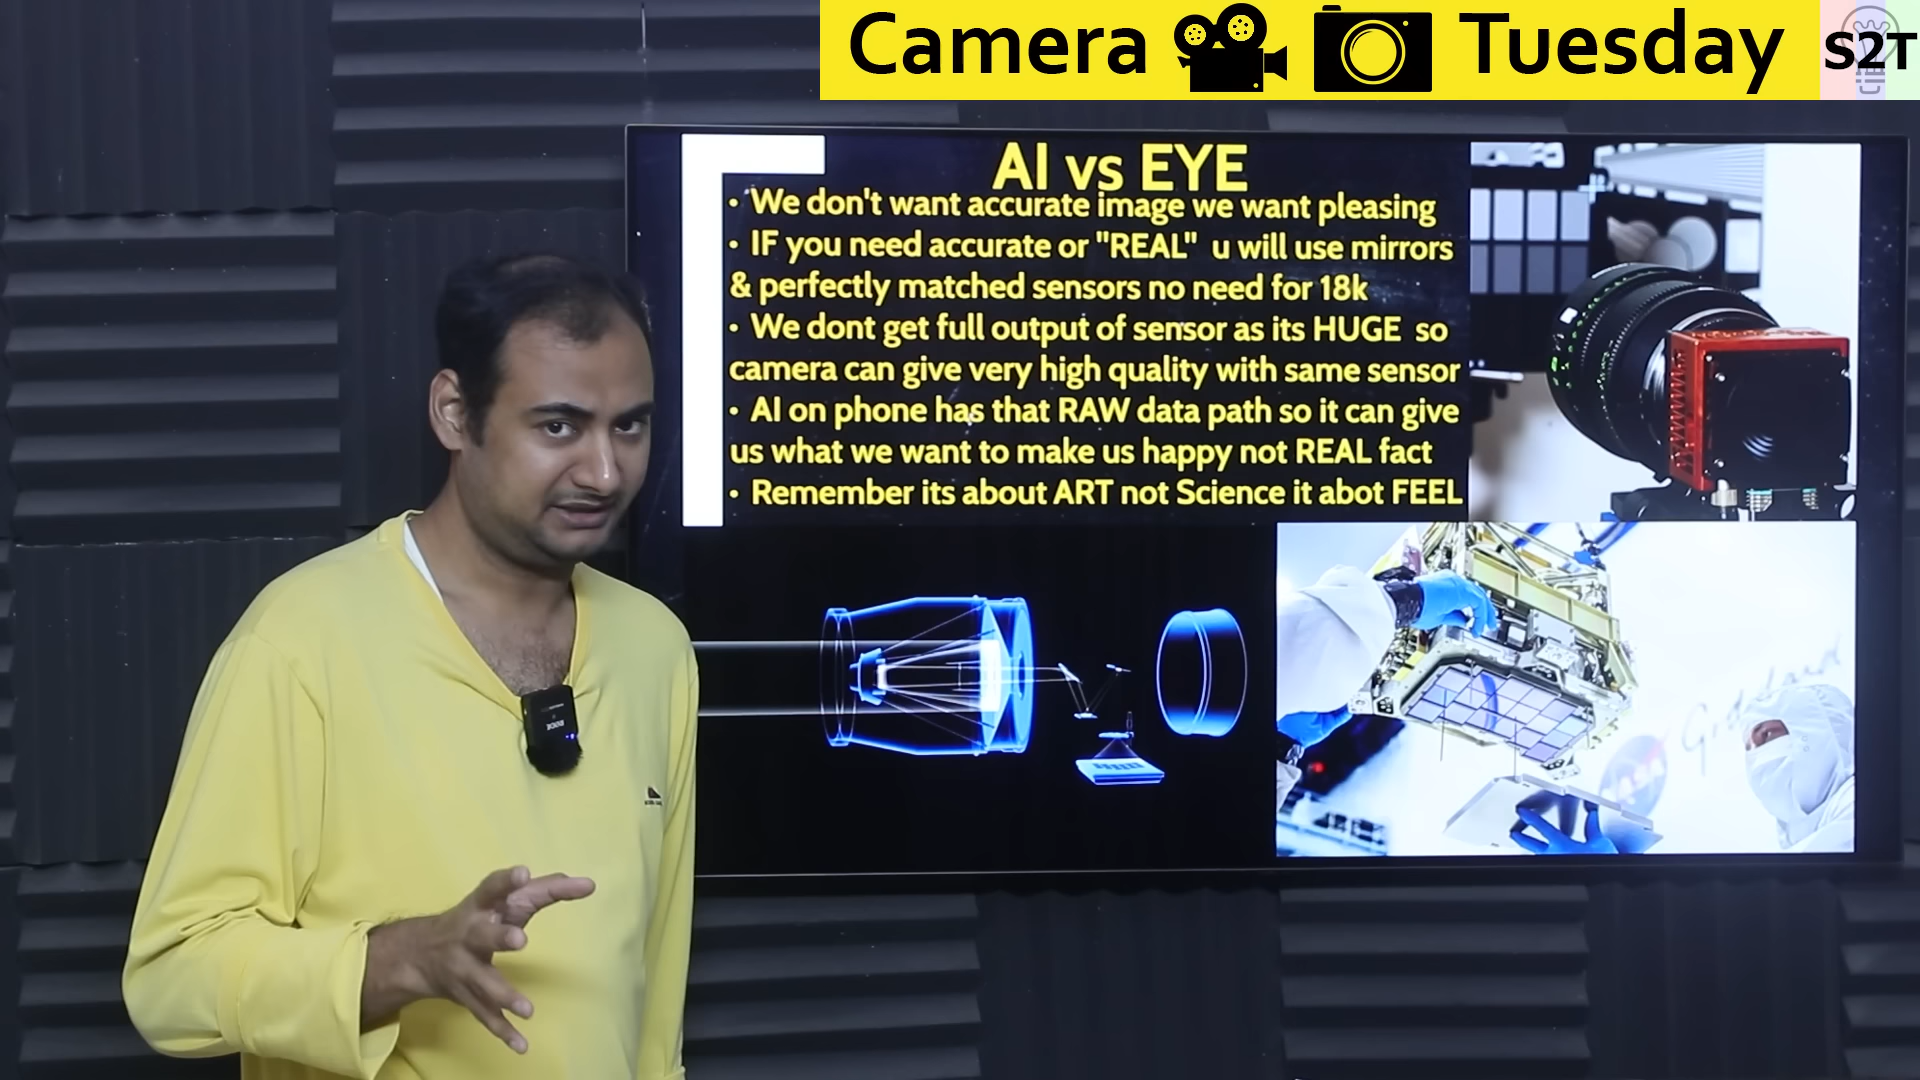 Camera Tuesday S2T
AI vs EYE
• We don't want accurate image we want pleasing
• IF you need accurate or "REAL" u will use mirrors
& perfectly matched sensors no need for 18k
• We dont get full output of sensor as its HUGE so
camera can give very high quality with same sensor
• AI on phone has that RAW data path so it can give
us what we want to make us happy not REAL fact
• Remember its about ART not Science it abot FEEL
NASA
Goddard